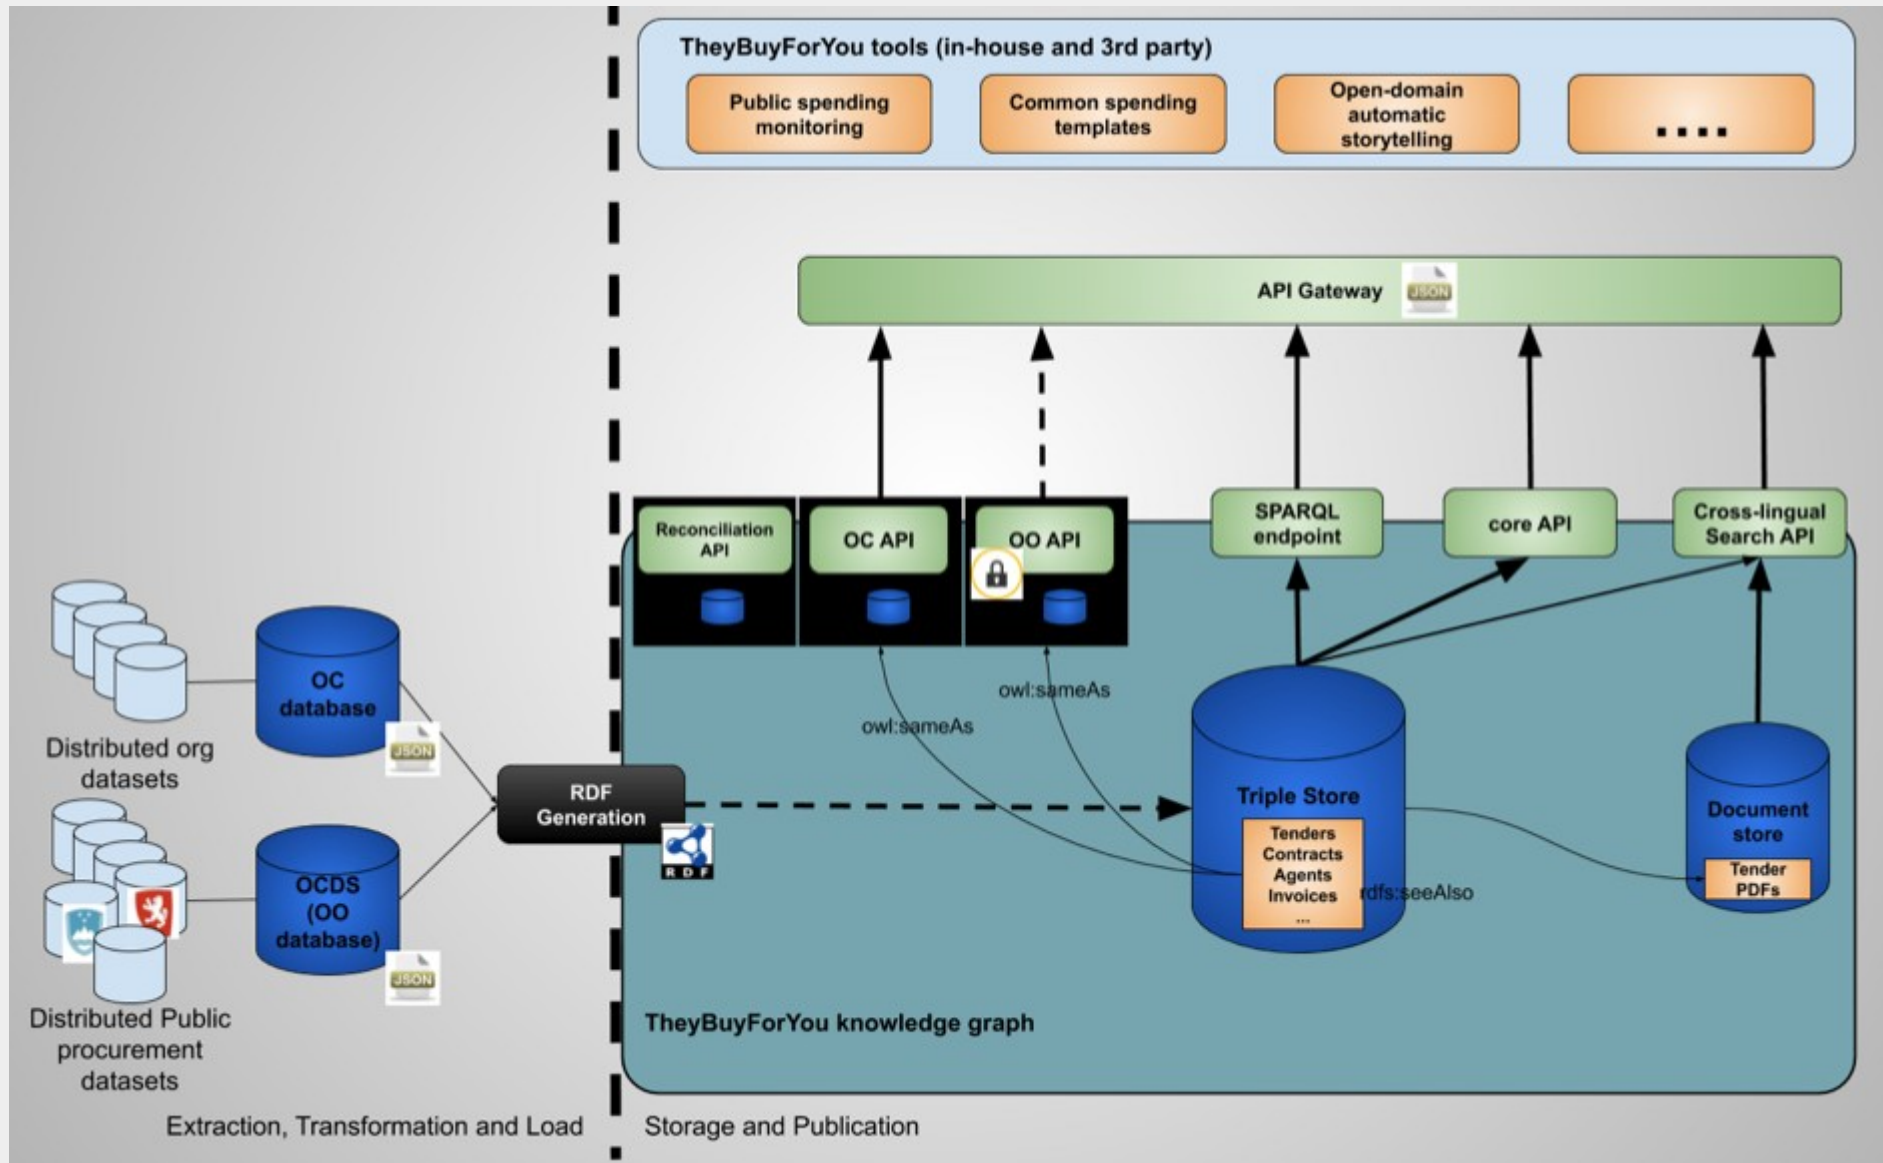 TheyBuyForYou tools (in-house and 3rd party)
Public spending
monitoring
Common spending
templates
Open-domain
automatic
storytelling
....
API Gateway
JSON
Reconciliation
API
OC API
OO API
SPARQL
endpoint
core API
Cross-lingual
Search API
owl:sameAs
owl:sameAs
OC
database
JSON
Distributed org
datasets
RDF
Generation
RDF
Triple Store
Tenders
Contracts
Agents
Invoices
...
rdfs:seeAlso
Document
store
Tender
PDFs
OCDS
(OO
database)
JSON
Distributed Public
procurement
datasets
TheyBuyForYou knowledge graph
Extraction, Transformation and Load
Storage and Publication